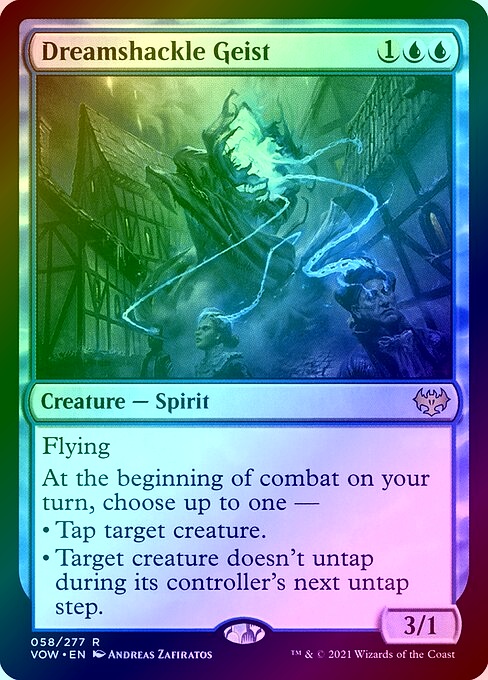 Dreamshackle Geist 1
Creature — Spirit
Flying
At the beginning of combat on your
turn, choose up to one —
• Tap target creature.
• Target creature doesn't untap
during its controller's next untap
step.
3/1
058/277 R
VOW • EN Andreas Zafiratos
™ & © 2021 Wizards of the Coast